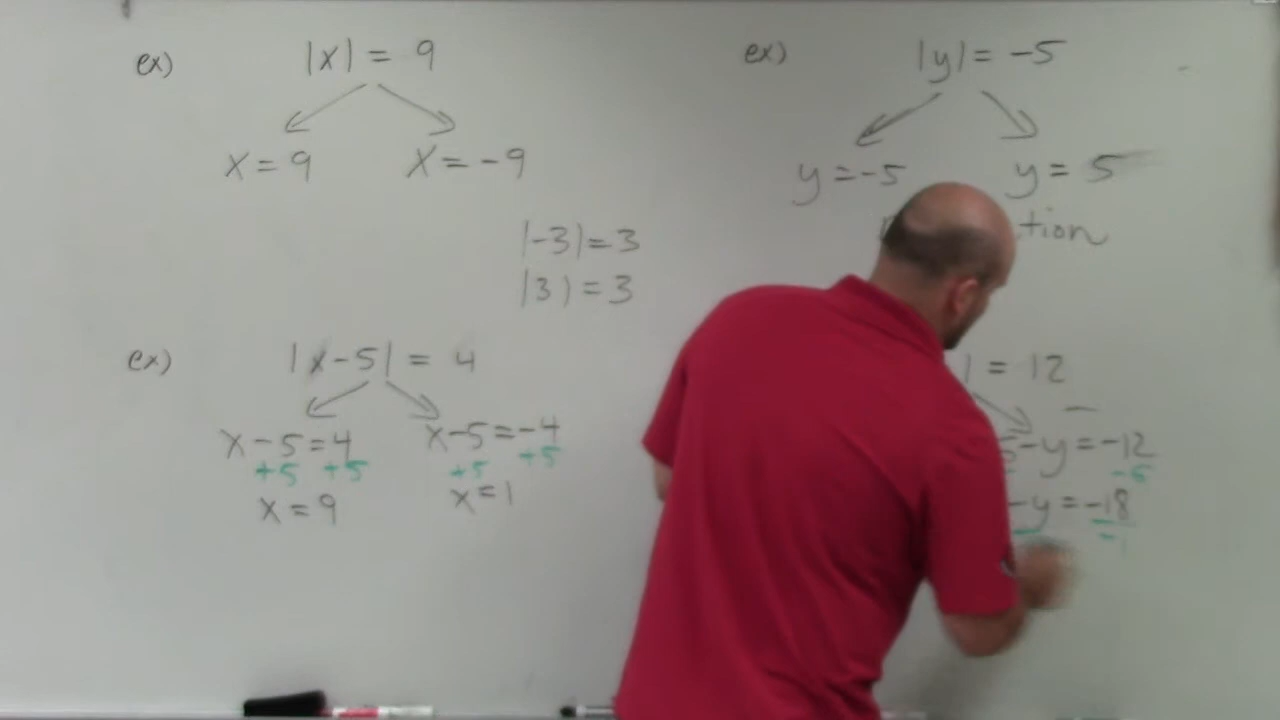 ex) |x| = 9
x = 9 x = -9
|-3| = 3
|3| = 3
ex) |y| = -5
y = -5 y = 5
tion
ex) |x-5| = 4
x-5=4 x-5=-4
+5 +5 +5 +5
x = 9 x = 1
| = 12
-y = -12
-6
-y = -18
-1